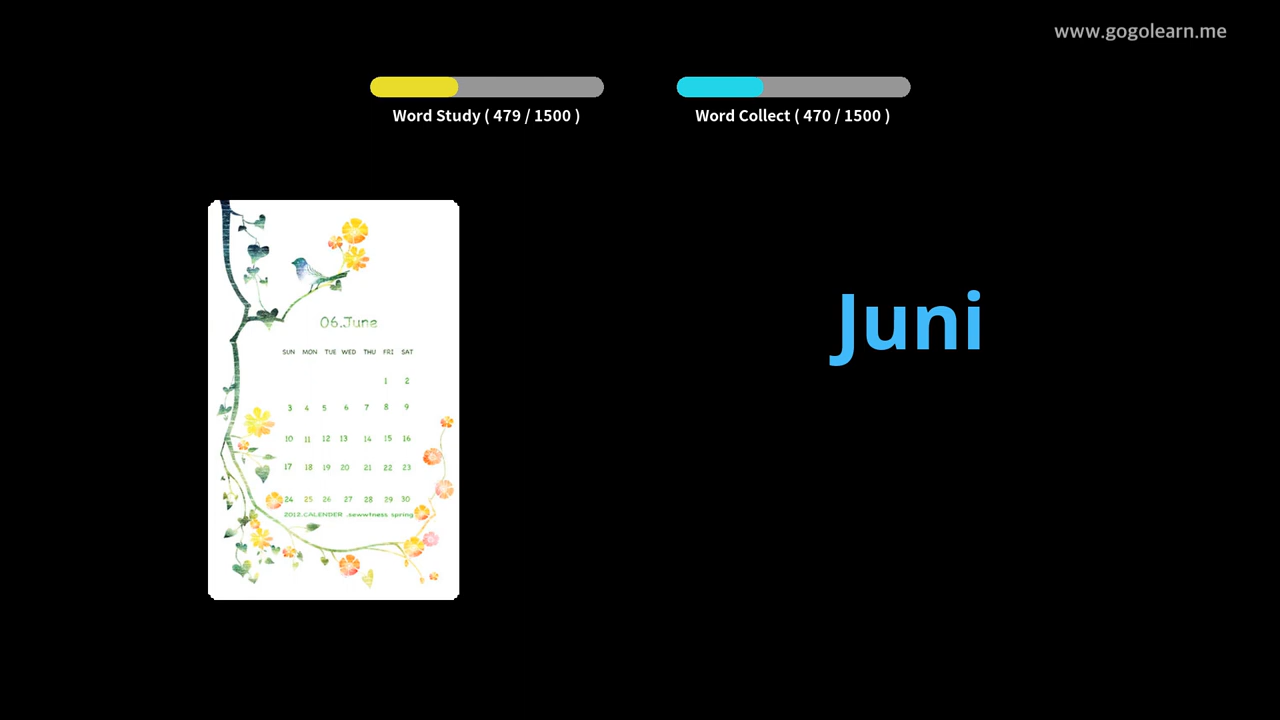 www.gogolearn.me
Word Study ( 479 / 1500 )
Word Collect ( 470 / 1500 )
Juni
06.June
SUN MON TUE WED THU FRI SAT
1 2
3 4 5 6 7 8 9
10 11 12 13 14 15 16
17 18 19 20 21 22 23
24 25 26 27 28 29 30
2012.CALENDER .sewwtness spring